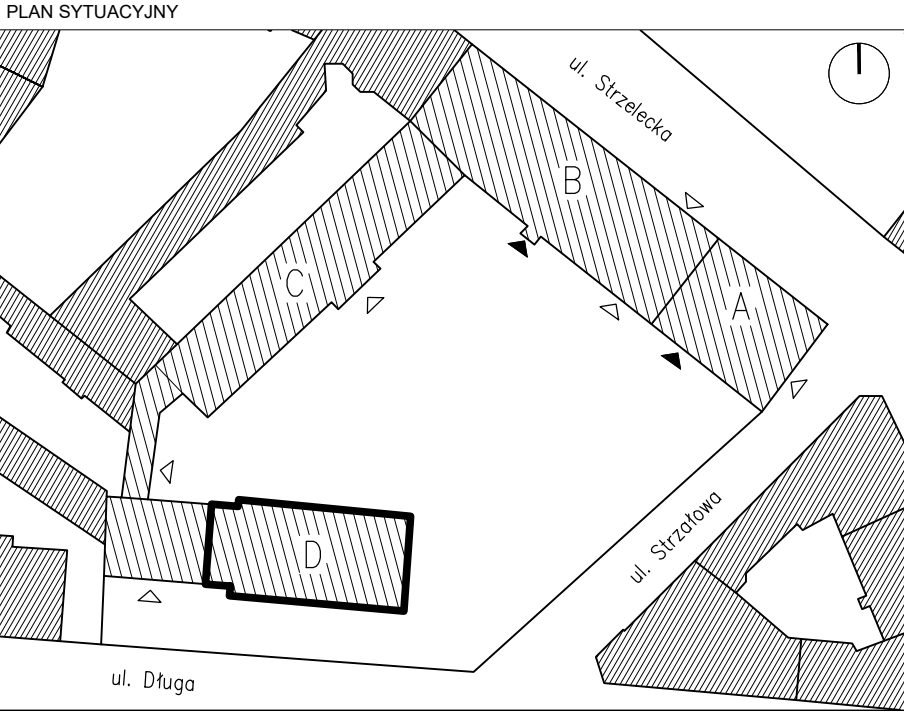 PLAN SYTUACYJNY
ul. Strzelecka
B
A
C
D
ul. Strzałowa
ul. Długa